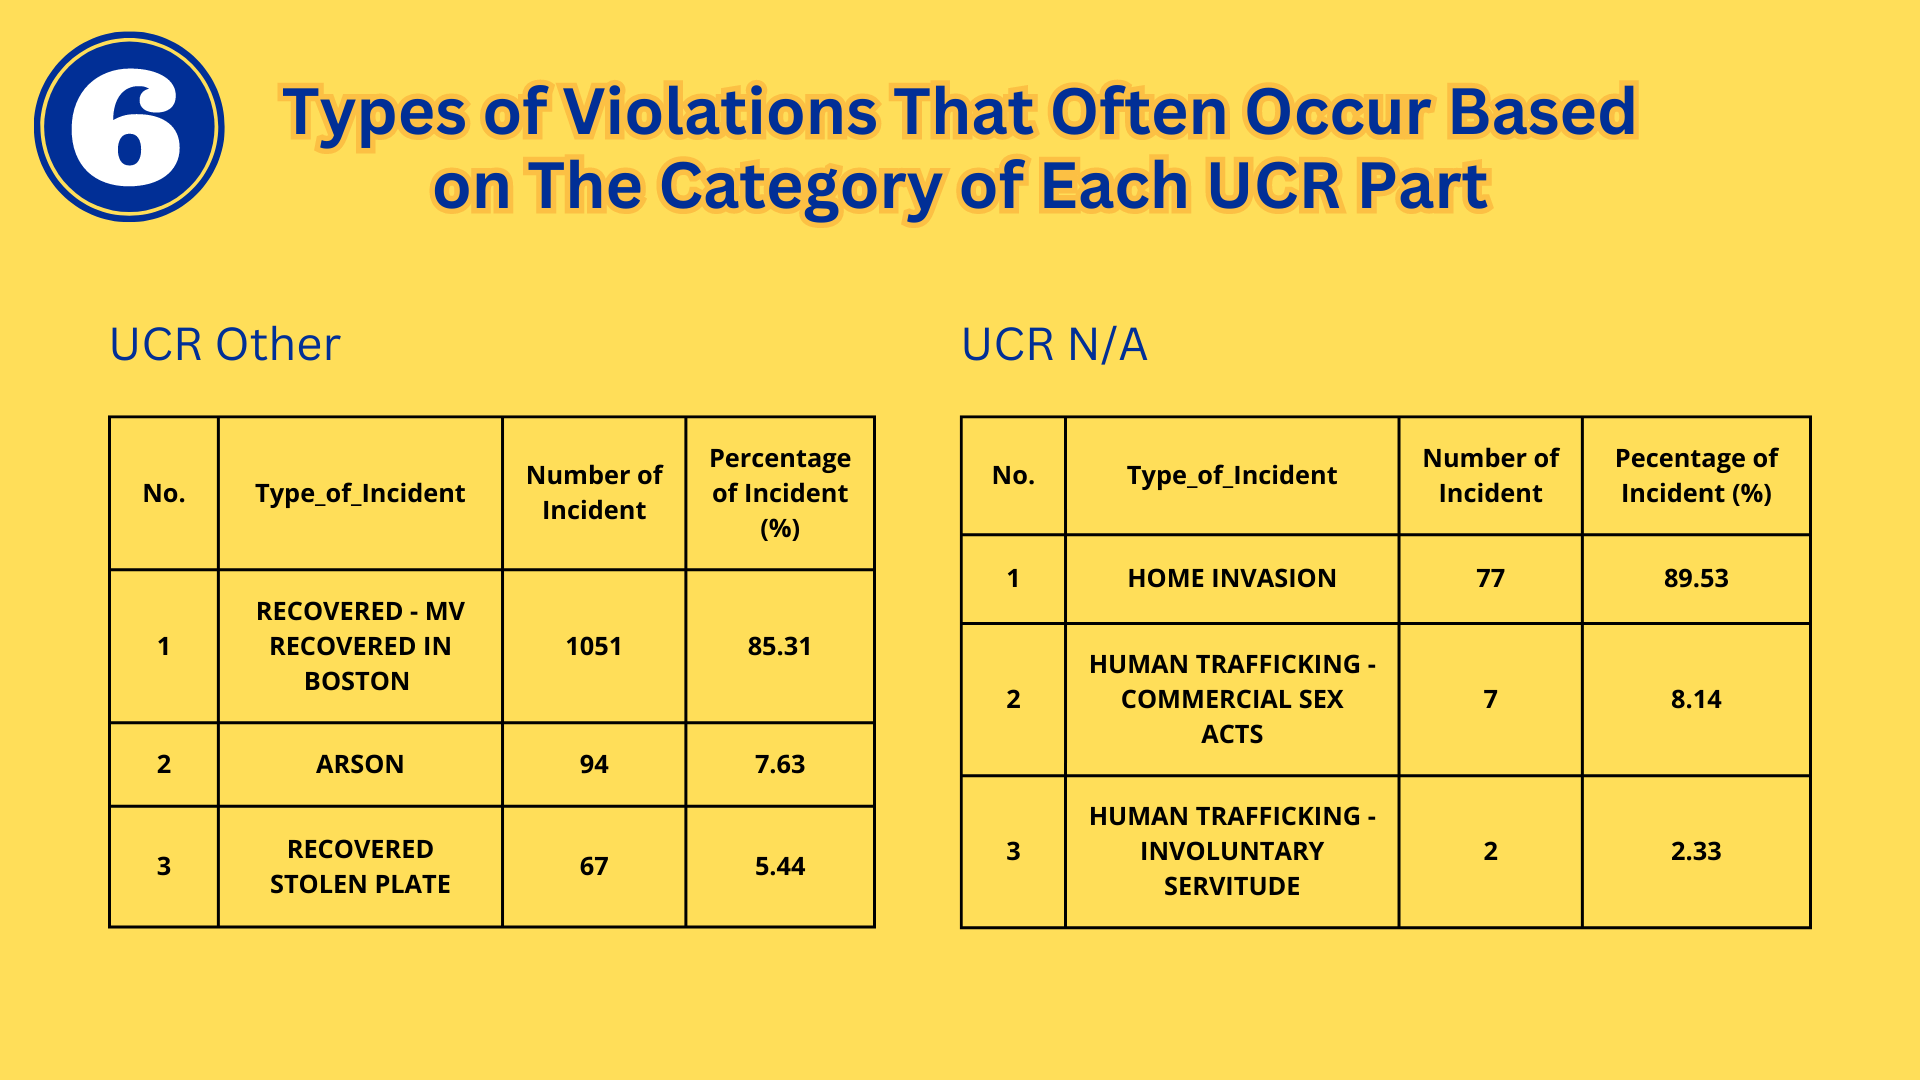 6
Types of Violations That Often Occur Based
on The Category of Each UCR Part
UCR Other
No.
Type_of_Incident
Number of
Incident
Percentage
of Incident
(%)
1
RECOVERED - MV
RECOVERED IN
BOSTON
1051
85.31
2
ARSON
94
7.63
3
RECOVERED
STOLEN PLATE
67
5.44
UCR N/A
No.
Type_of_Incident
Number of
Incident
Pecentage of
Incident (%)
1
HOME INVASION
77
89.53
2
HUMAN TRAFFICKING -
COMMERCIAL SEX
ACTS
7
8.14
3
HUMAN TRAFFICKING -
INVOLUNTARY
SERVITUDE
2
2.33